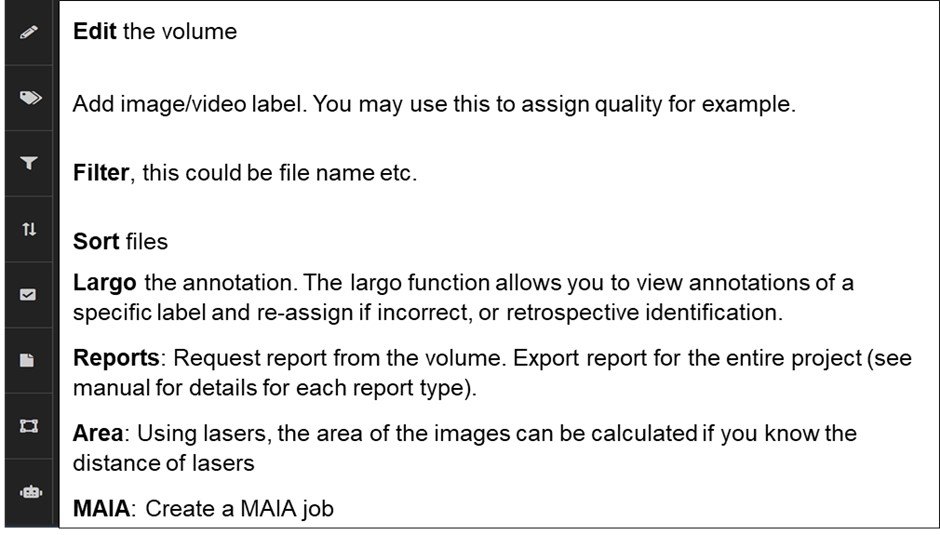 Edit the volume
Add image/video label. You may use this to assign quality for example.
Filter, this could be file name etc.
Sort files
Largo the annotation. The largo function allows you to view annotations of a
specific label and re-assign if incorrect, or retrospective identification.
Reports: Request report from the volume. Export report for the entire project (see
manual for details for each report type).
Area: Using lasers, the area of the images can be calculated if you know the
distance of lasers
MAIA: Create a MAIA job